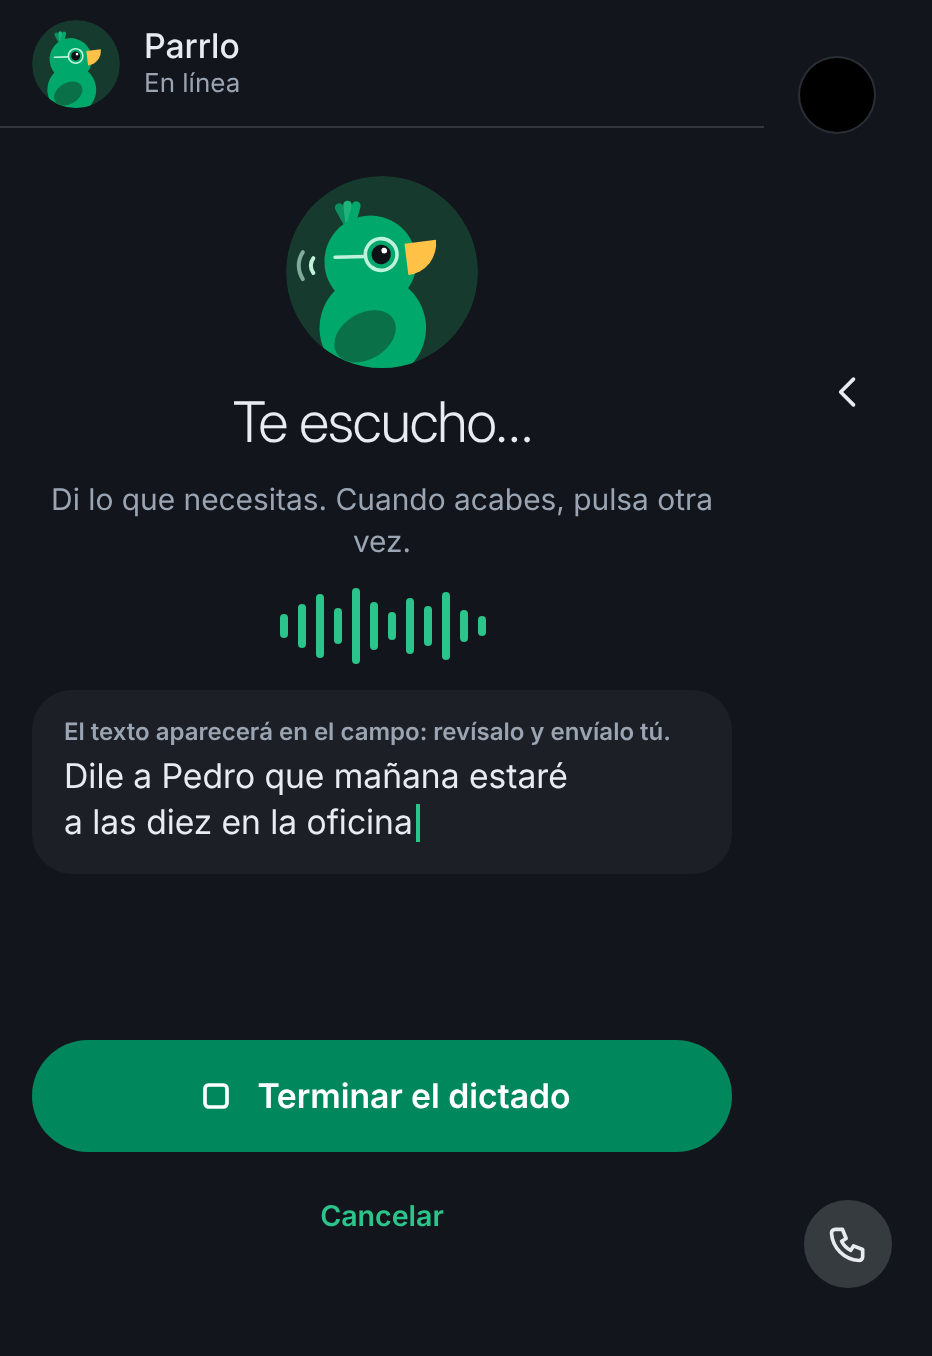 Parrlo
En línea
Te escucho...
Di lo que necesitas. Cuando acabes, pulsa otra
vez.
El texto aparecerá en el campo: revísalo y envíalo tú.
Dile a Pedro que mañana estaré
a las diez en la oficina
Terminar el dictado
Cancelar